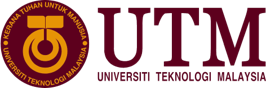 KERANA TUHAN UNTUK MANUSIA
UNIVERSITI TEKNOLOGI MALAYSIA
UTM
UNIVERSITI TEKNOLOGI MALAYSIA